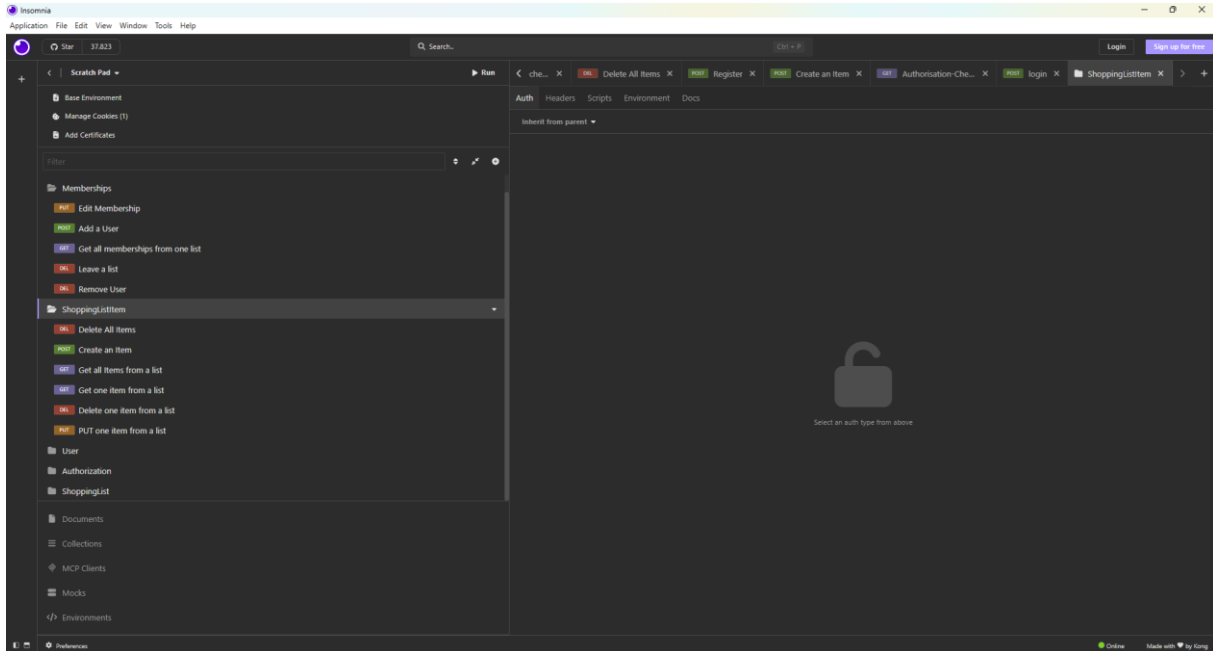 Insomnia
Application File Edit View Window Tools Help
Star 37.823
Search..
Ctrl + P
Login
Sign up for free
Scratch Pad
Run
Base Environment
Manage Cookies (1)
Add Certificates
Filter
Memberships
PUT Edit Membership
POST Add a User
GET Get all memberships from one list
DEL Leave a list
DEL Remove User
ShoppingListItem
DEL Delete All Items
POST Create an Item
GET Get all Items from a list
GET Get one item from a list
DEL Delete one item from a list
PUT PUT one item from a list
User
Authorization
ShoppingList
Documents
Collections
MCP Clients
Mocks
Environments
che... DEL Delete All Items POST Register POST Create an Item GET Authorisation-Che... POST login ShoppingListItem
Auth Headers Scripts Environment Docs
Inherit from parent
Select an auth type from above
Preferences
Online
Made with by Kong